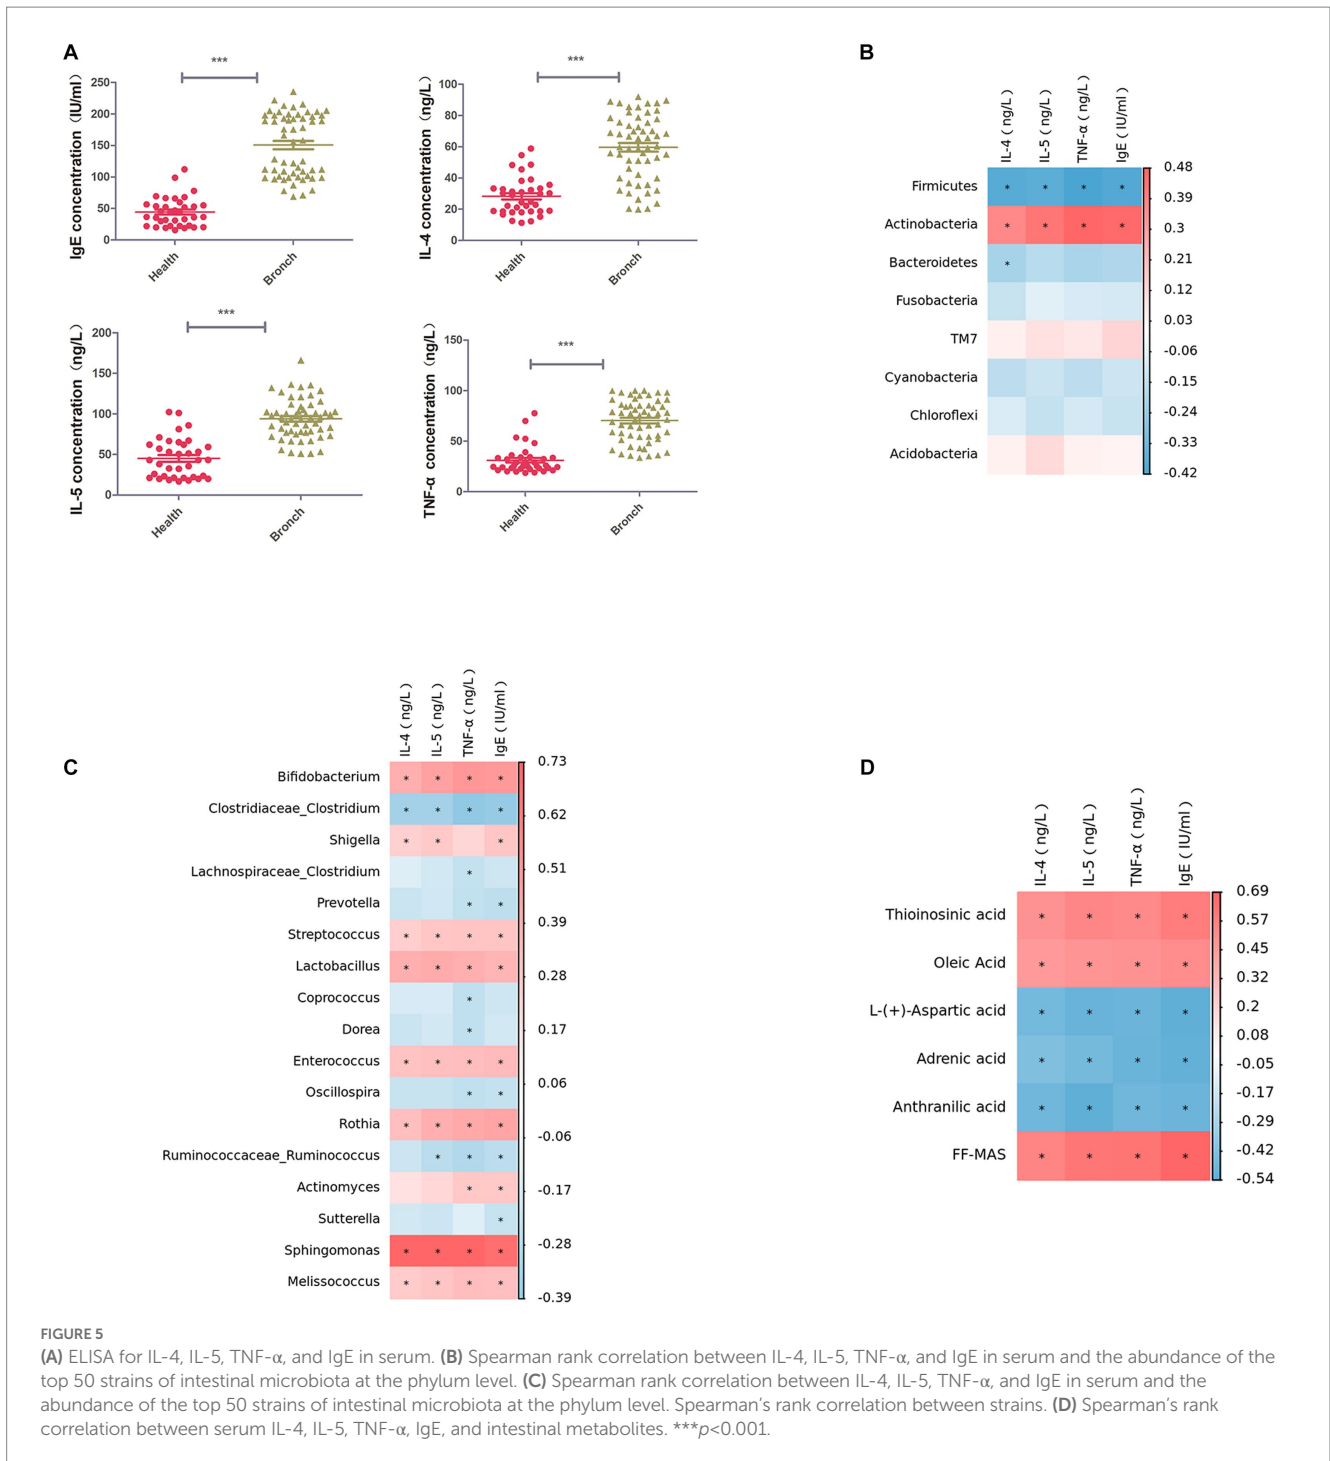 A
***
IgE concentration (IU/ml)
250
200
150
100
50
0
Health
Bronch
***
IL-4 concentration (ng/L)
100
80
60
40
20
0
Health
Bronch
***
IL-5 concentration (ng/L)
200
150
100
50
0
Health
Bronch
***
TNF-α concentration (ng/L)
150
100
50
0
Health
Bronch
B
IL-4 ( ng/L )
IL-5 ( ng/L )
TNF-α ( ng/L )
IgE ( IU/ml )
Firmicutes * * * *
Actinobacteria * * * *
Bacteroidetes *
Fusobacteria
TM7
Cyanobacteria
Chloroflexi
Acidobacteria
0.48
0.39
0.3
0.21
0.12
0.03
-0.06
-0.15
-0.24
-0.33
-0.42
C
IL-4 ( ng/L )
IL-5 ( ng/L )
TNF-α ( ng/L )
IgE ( IU/ml )
Bifidobacterium * * * *
Clostridiaceae_Clostridium * * * *
Shigella * * *
Lachnospiraceae_Clostridium *
Prevotella * *
Streptococcus * * * *
Lactobacillus * * * *
Coprococcus *
Dorea *
Enterococcus * * * *
Oscillospira * *
Rothia * * * *
Ruminococcaceae_Ruminococcus * * *
Actinomyces * *
Sutterella *
Sphingomonas * * * *
Melissococcus * * * *
0.73
0.62
0.51
0.39
0.28
0.17
0.06
-0.06
-0.17
-0.28
-0.39
D
IL-4 ( ng/L )
IL-5 ( ng/L )
TNF-α ( ng/L )
IgE ( IU/ml )
Thioinosinic acid * * * *
Oleic Acid * * * *
L-(+)-Aspartic acid * * * *
Adrenic acid * * * *
Anthranilic acid * * * *
FF-MAS * * * *
0.69
0.57
0.45
0.32
0.2
0.08
-0.05
-0.17
-0.29
-0.42
-0.54
FIGURE 5
(A) ELISA for IL-4, IL-5, TNF-α, and IgE in serum. (B) Spearman rank correlation between IL-4, IL-5, TNF-α, and IgE in serum and the abundance of the
top 50 strains of intestinal microbiota at the phylum level. (C) Spearman rank correlation between IL-4, IL-5, TNF-α, and IgE in serum and the
abundance of the top 50 strains of intestinal microbiota at the phylum level. Spearman's rank correlation between strains. (D) Spearman's rank
correlation between serum IL-4, IL-5, TNF-α, IgE, and intestinal metabolites. ***p<0.001.